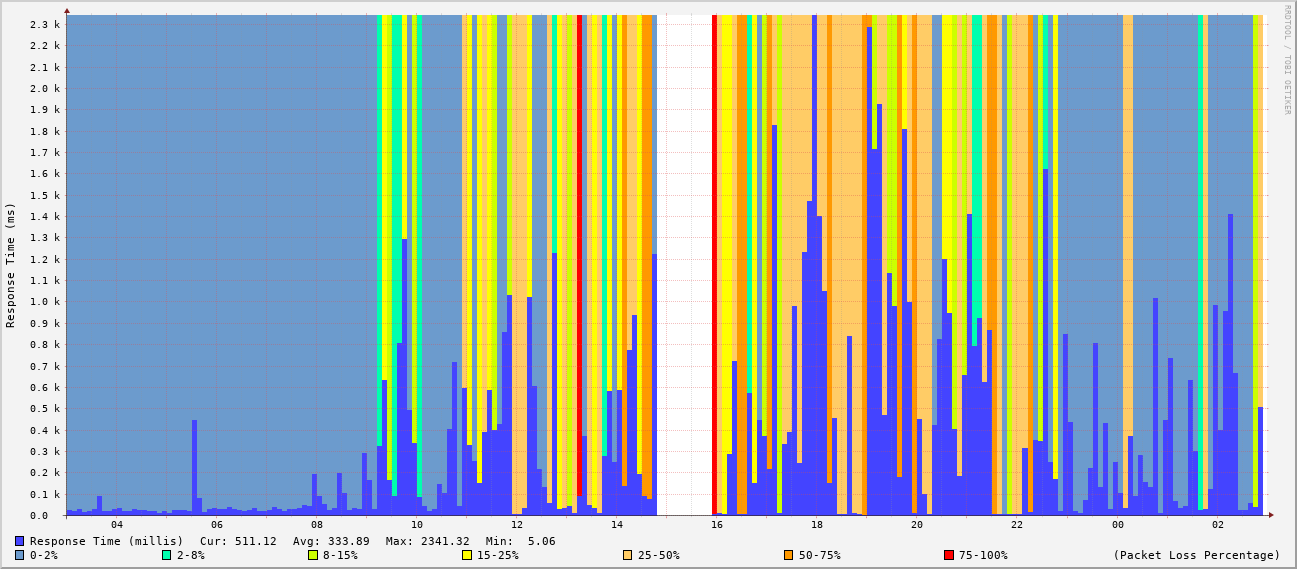 2.3 k
2.2 k
2.1 k
2.0 k
1.9 k
1.8 k
1.7 k
1.6 k
1.5 k
1.4 k
1.3 k
1.2 k
1.1 k
1.0 k
0.9 k
0.8 k
0.7 k
0.6 k
0.5 k
0.4 k
0.3 k
0.2 k
0.1 k
0.0
Response Time (ms)
RRDTOOL / TOBI OETIKER
04 06 08 10 12 14 16 18 20 22 00 02
Response Time (millis) Cur: 511.12 Avg: 333.89 Max: 2341.32 Min: 5.06
0-2% 2-8% 8-15% 15-25% 25-50% 50-75% 75-100% (Packet Loss Percentage)